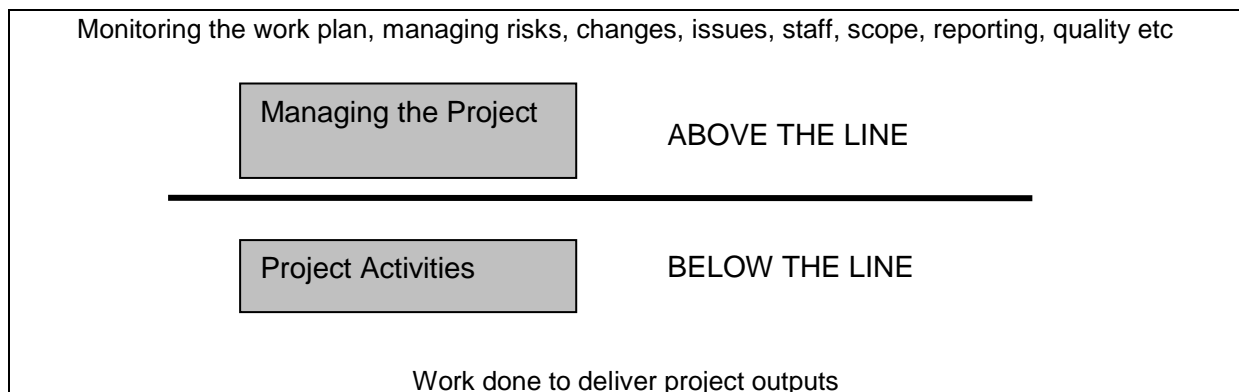 Monitoring the work plan, managing risks, changes, issues, staff, scope, reporting, quality etc
Managing the Project
ABOVE THE LINE
Project Activities
BELOW THE LINE
Work done to deliver project outputs